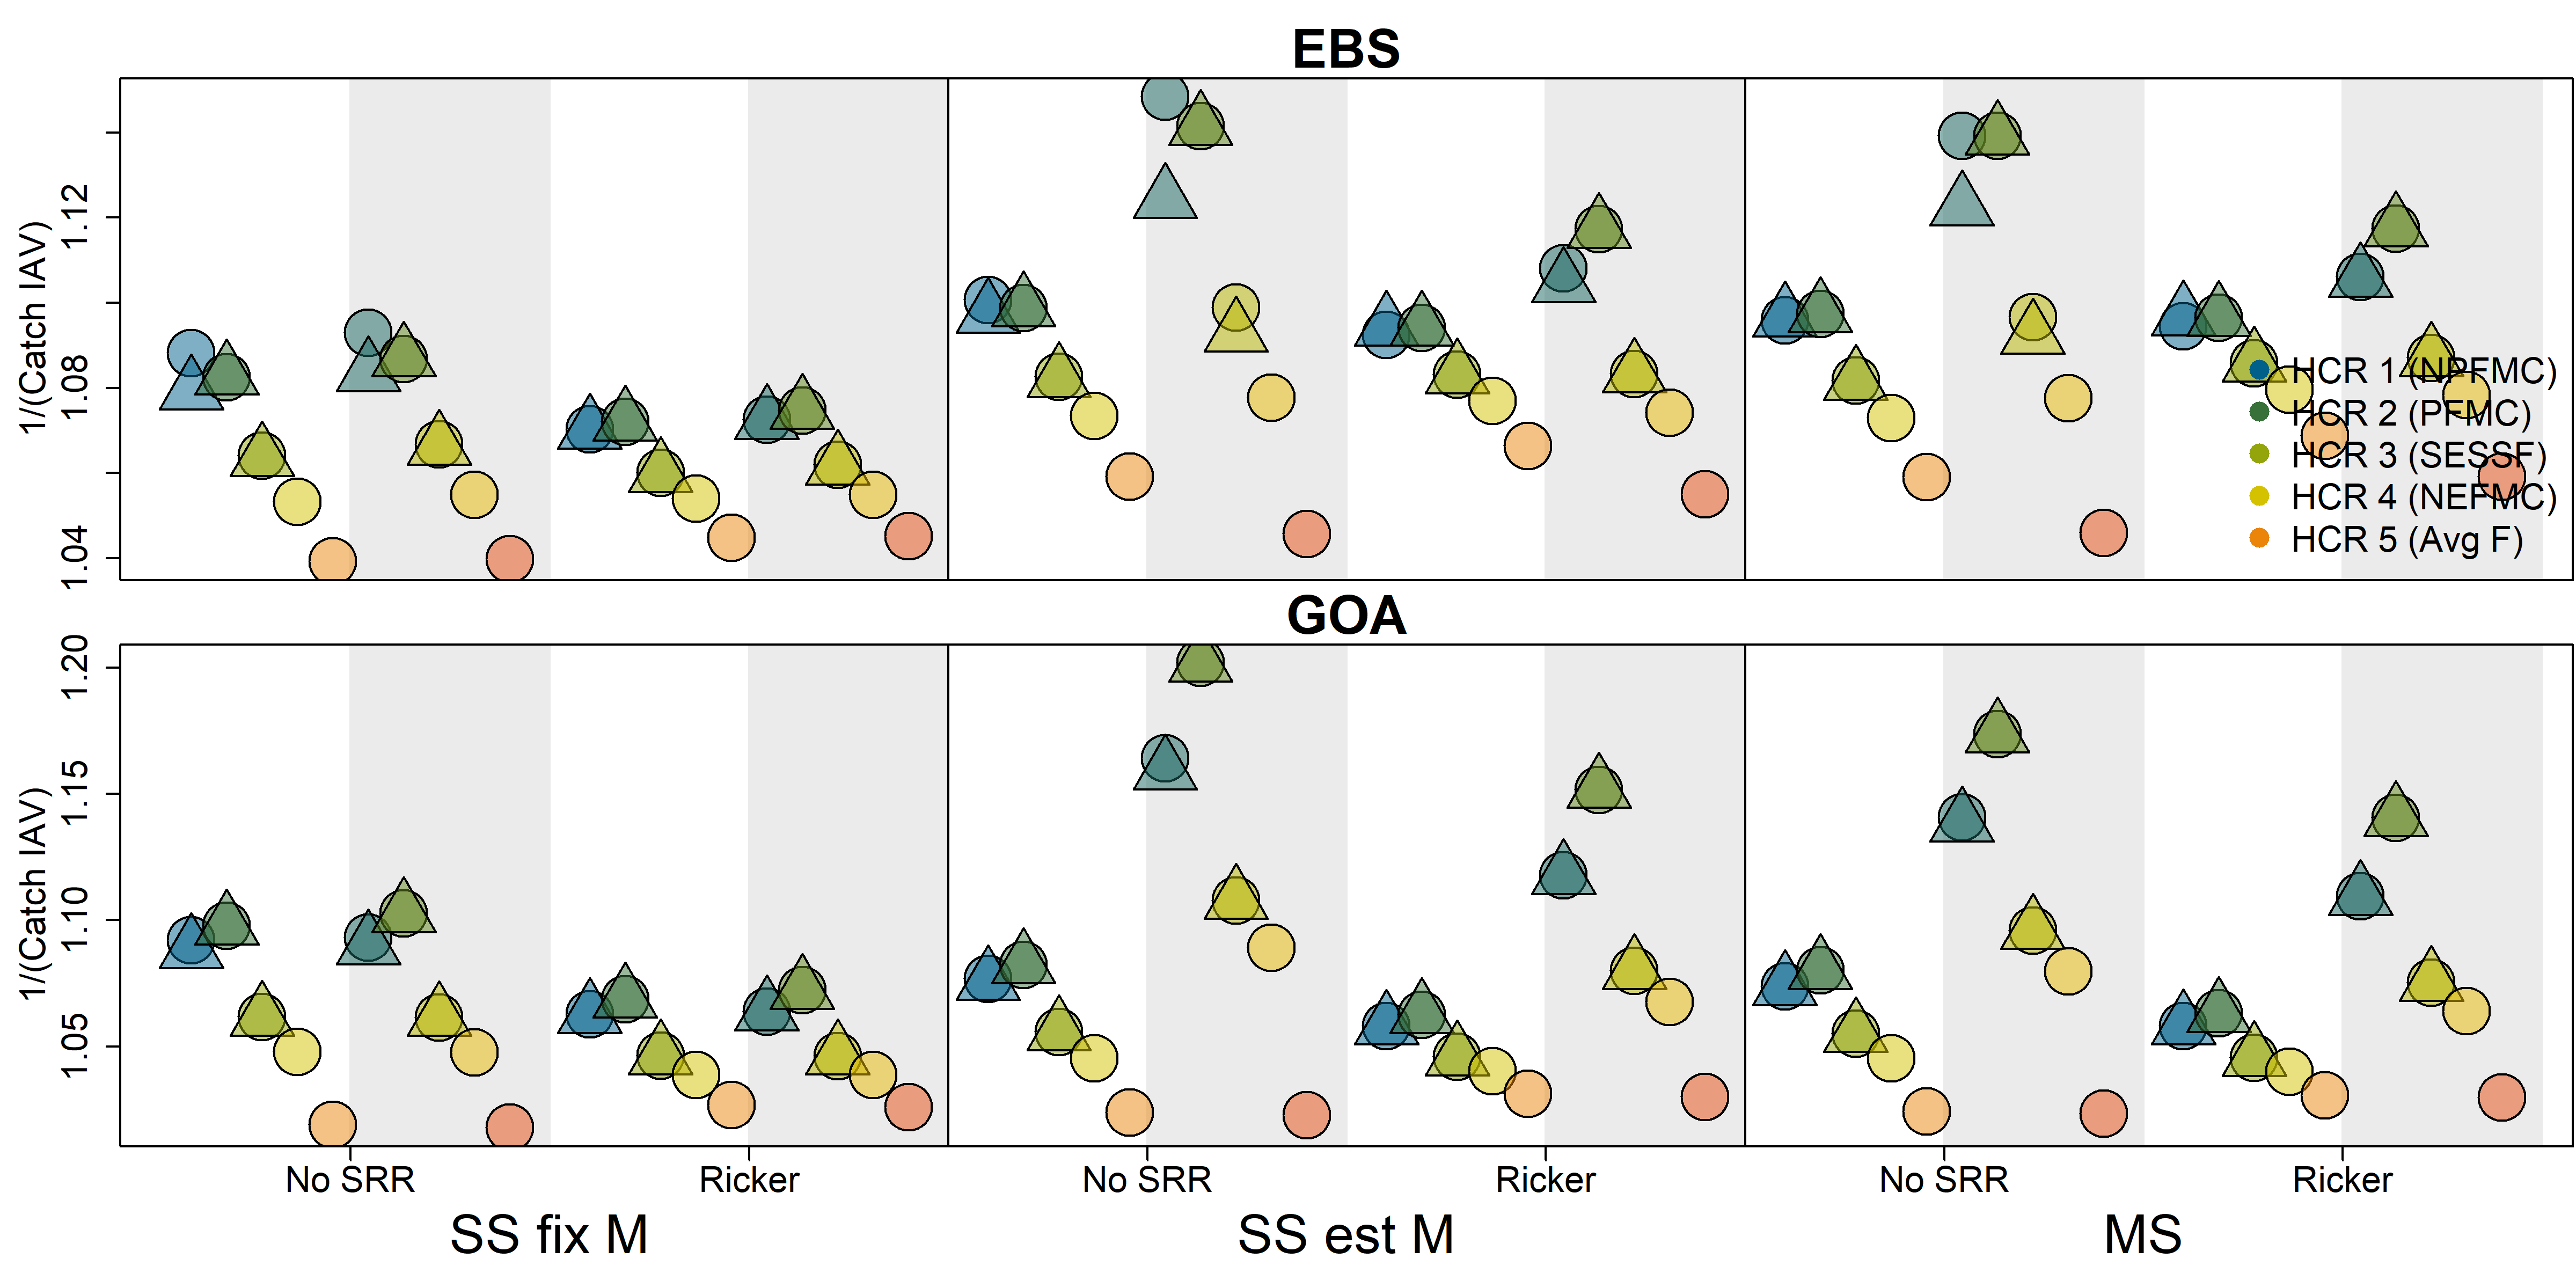 EBS
1/(Catch IAV)
1.12
1.08
1.04
HCR 1 (NPFMC)
HCR 2 (PFMC)
HCR 3 (SESSF)
HCR 4 (NEFMC)
HCR 5 (Avg F)
GOA
1/(Catch IAV)
1.20
1.15
1.10
1.05
No SRR Ricker No SRR Ricker No SRR Ricker
SS fix M SS est M MS